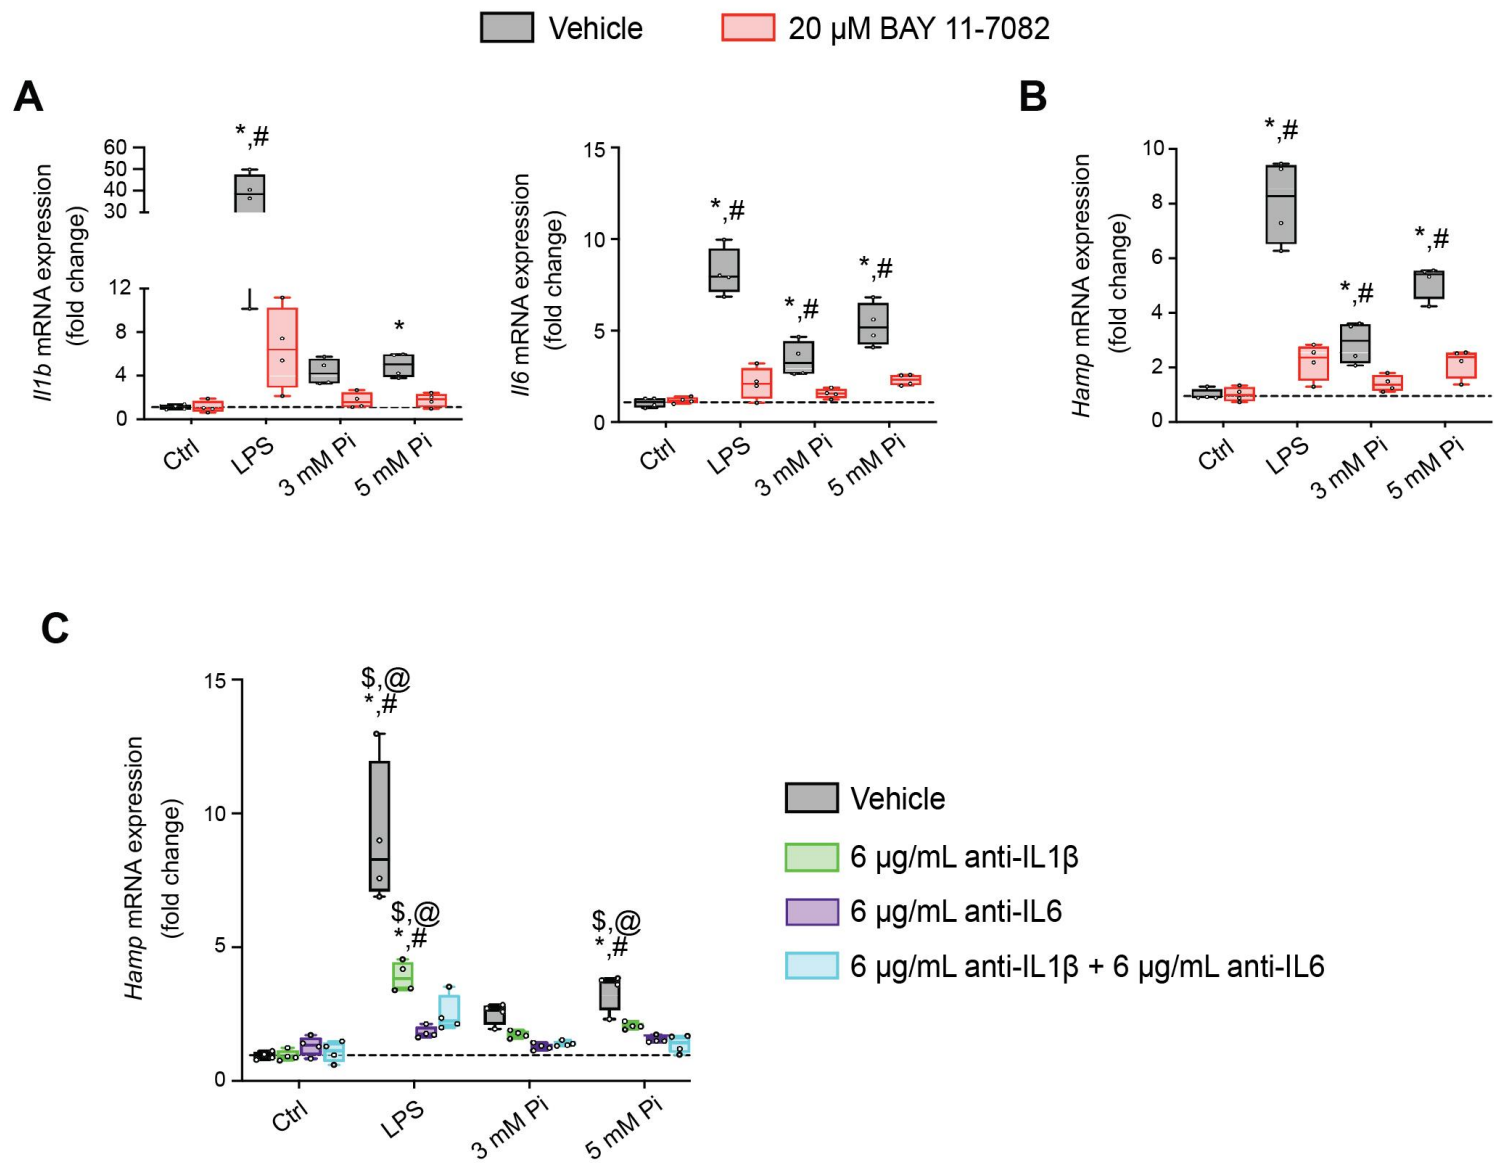 Vehicle
20 µM BAY 11-7082
A
Il1b mRNA expression
(fold change)
60
50
40
30
12
8
4
0
*,#
*
Ctrl
LPS
3 mM Pi
5 mM Pi
Il6 mRNA expression
(fold change)
15
10
5
0
*,#
*,#
*,#
Ctrl
LPS
3 mM Pi
5 mM Pi
B
Hamp mRNA expression
(fold change)
10
8
6
4
2
0
*,#
*,#
*,#
Ctrl
LPS
3 mM Pi
5 mM Pi
C
Hamp mRNA expression
(fold change)
15
10
5
0
$,@
*,#
$,@
*,#
$,@
*,#
Ctrl
LPS
3 mM Pi
5 mM Pi
Vehicle
6 µg/mL anti-IL1β
6 µg/mL anti-IL6
6 µg/mL anti-IL1β + 6 µg/mL anti-IL6